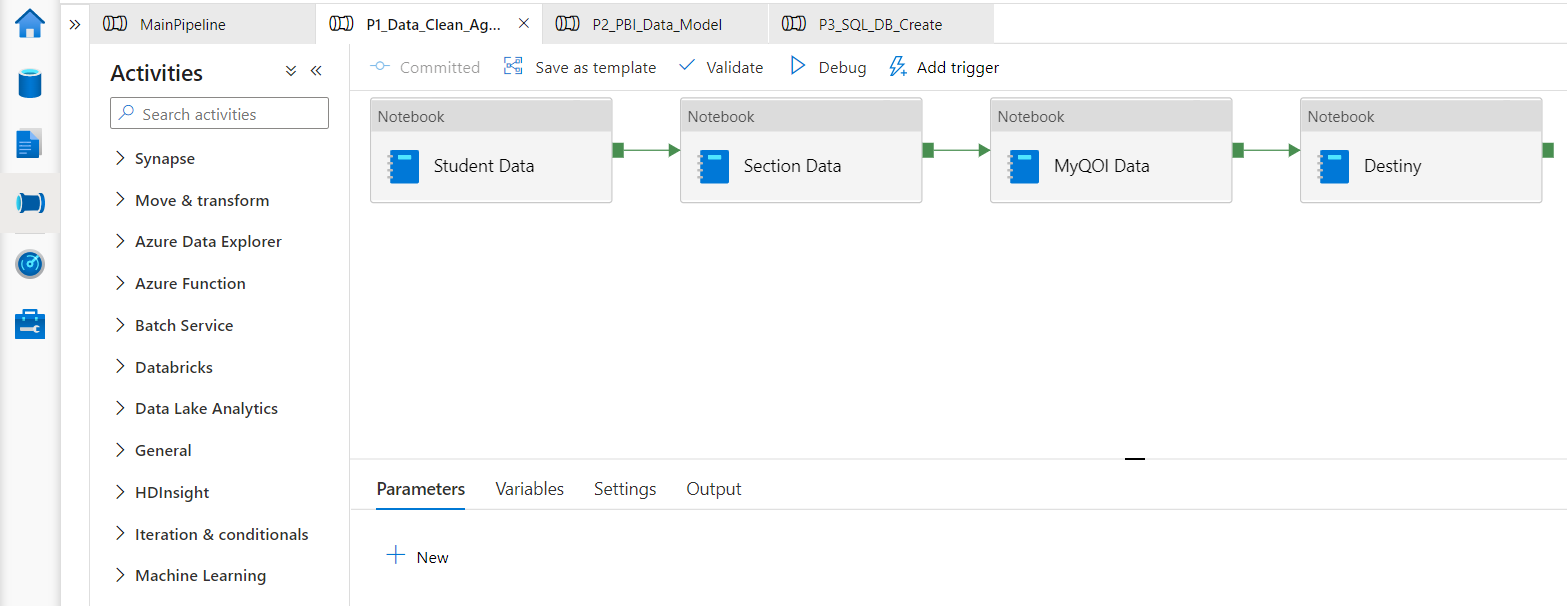 MainPipeline
P1_Data_Clean_Ag...
P2_PBI_Data_Model
P3_SQL_DB_Create
Activities
Committed
Save as template
Validate
Debug
Add trigger
Search activities
Synapse
Move & transform
Azure Data Explorer
Azure Function
Batch Service
Databricks
Data Lake Analytics
General
HDInsight
Iteration & conditionals
Machine Learning
Notebook
Student Data
Notebook
Section Data
Notebook
MyQOI Data
Notebook
Destiny
Parameters
Variables
Settings
Output
New